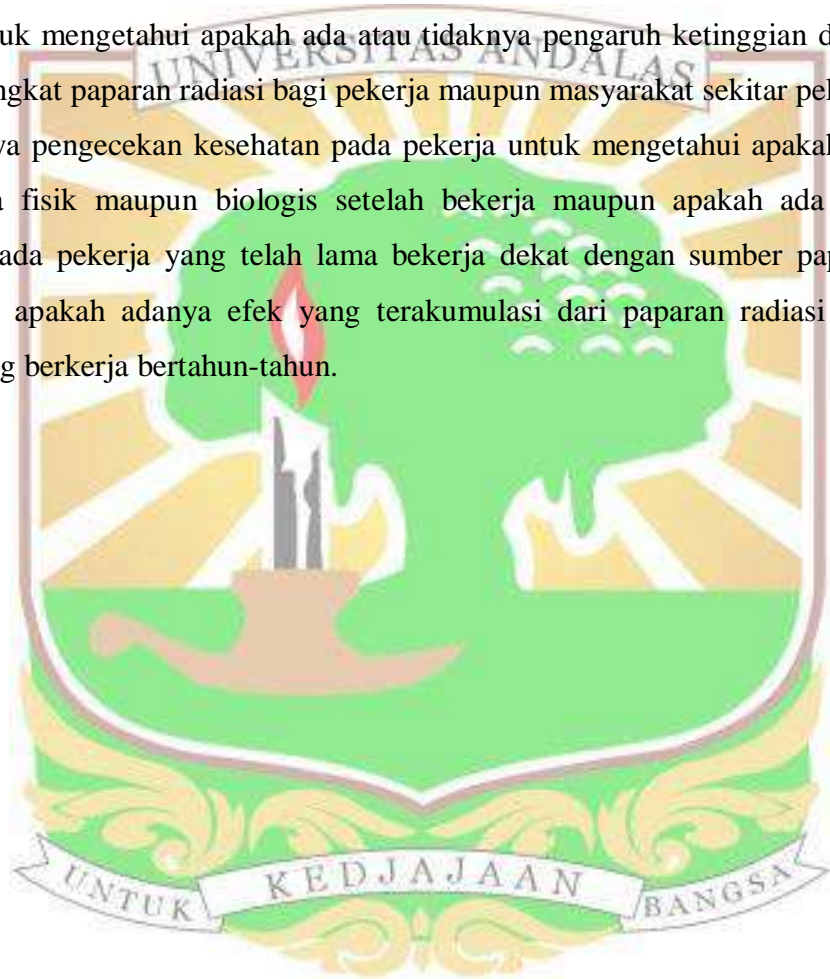 uk mengetahui apakah ada atau tidaknya pengaruh ketinggian d
UNIVERSITAS ANDALAS
ngkat paparan radiasi bagi pekerja maupun masyarakat sekitar pel
ya pengecekan kesehatan pada pekerja untuk mengetahui apakah
a fisik maupun biologis setelah bekerja maupun apakah ada
ada pekerja yang telah lama bekerja dekat dengan sumber pap
apakah adanya efek yang terakumulasi dari paparan radiasi
g berkerja bertahun-tahun.
UNTUK KEDJAJAAN BANGSA